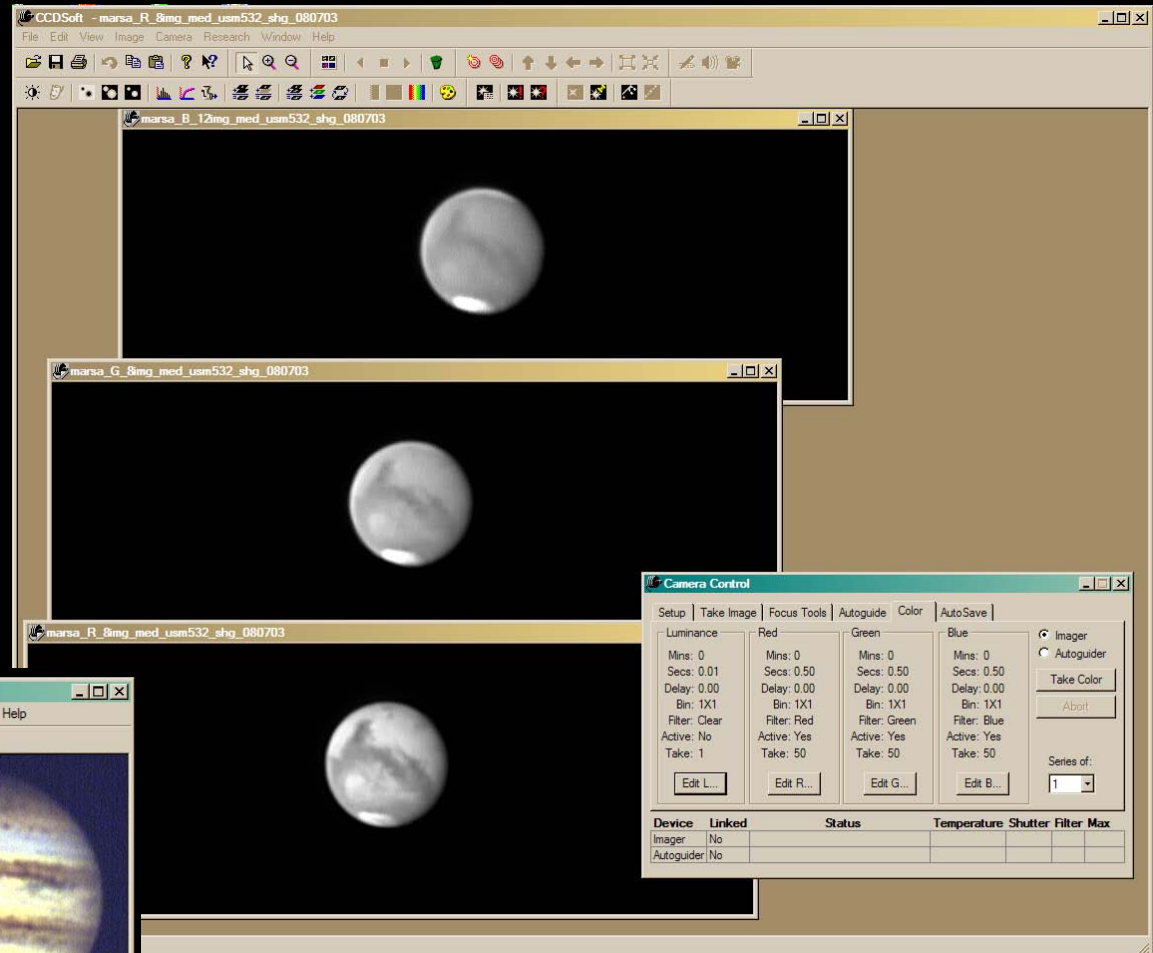 CCDSoft - marsa_R_8img_med_usm532_shg_080703
File Edit View Image Camera Research Window Help
marsa_B_12img_med_usm532_shg_080703
marsa_G_8img_med_usm532_shg_080703
marsa_R_8img_med_usm532_shg_080703
Help
Camera Control
Setup Take Image Focus Tools Autoguide Color AutoSave
Luminance Red Green Blue
Imager
Mins: 0 Mins: 0 Mins: 0 Mins: 0
Autoguider
Secs: 0.01 Secs: 0.50 Secs: 0.50 Secs: 0.50
Delay: 0.00 Delay: 0.00 Delay: 0.00 Delay: 0.00
Take Color
Bin: 1X1 Bin: 1X1 Bin: 1X1 Bin: 1X1
Abort
Filter: Clear Filter: Red Filter: Green Filter: Blue
Active: No Active: Yes Active: Yes Active: Yes
Take: 1 Take: 50 Take: 50 Take: 50
Series of:
Edit L... Edit R... Edit G... Edit B... 1
Device Linked Status Temperature Shutter Filter Max
Imager No
Autoguider No